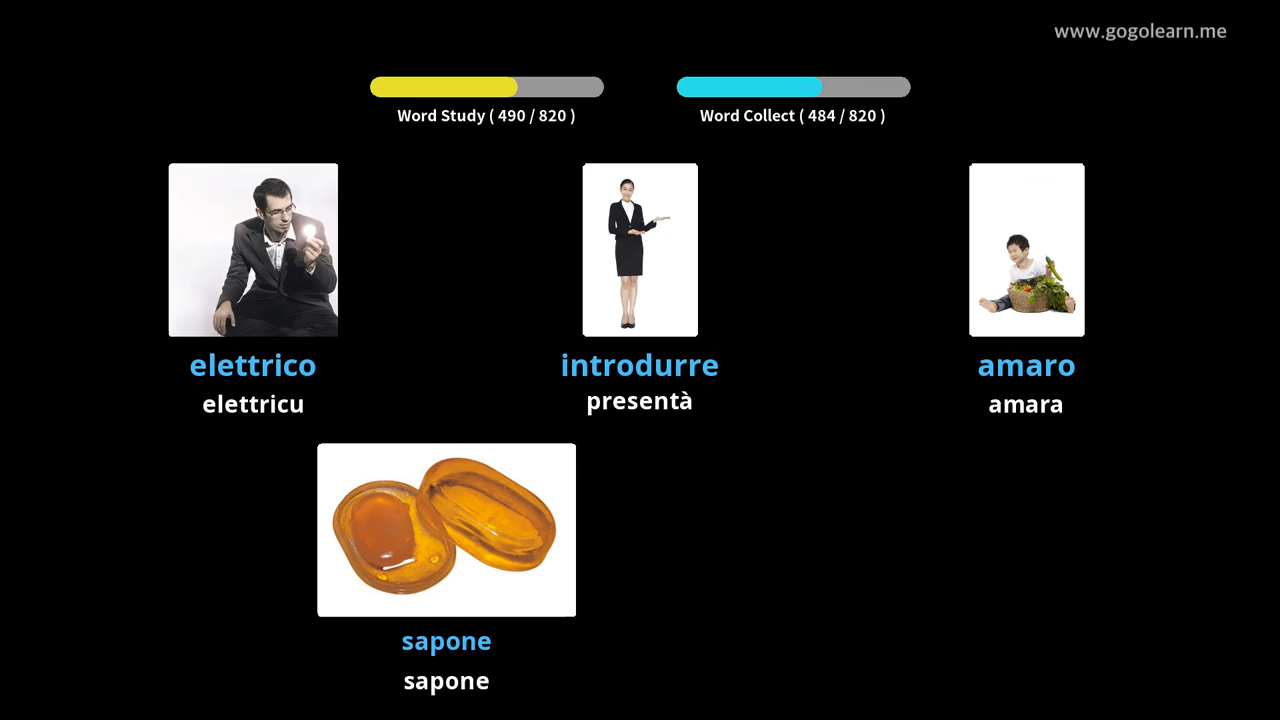 www.gogolearn.me
Word Study ( 490 / 820 )
Word Collect ( 484 / 820 )
elettrico
elettricu
introdurre
presentà
amaro
amara
sapone
sapone